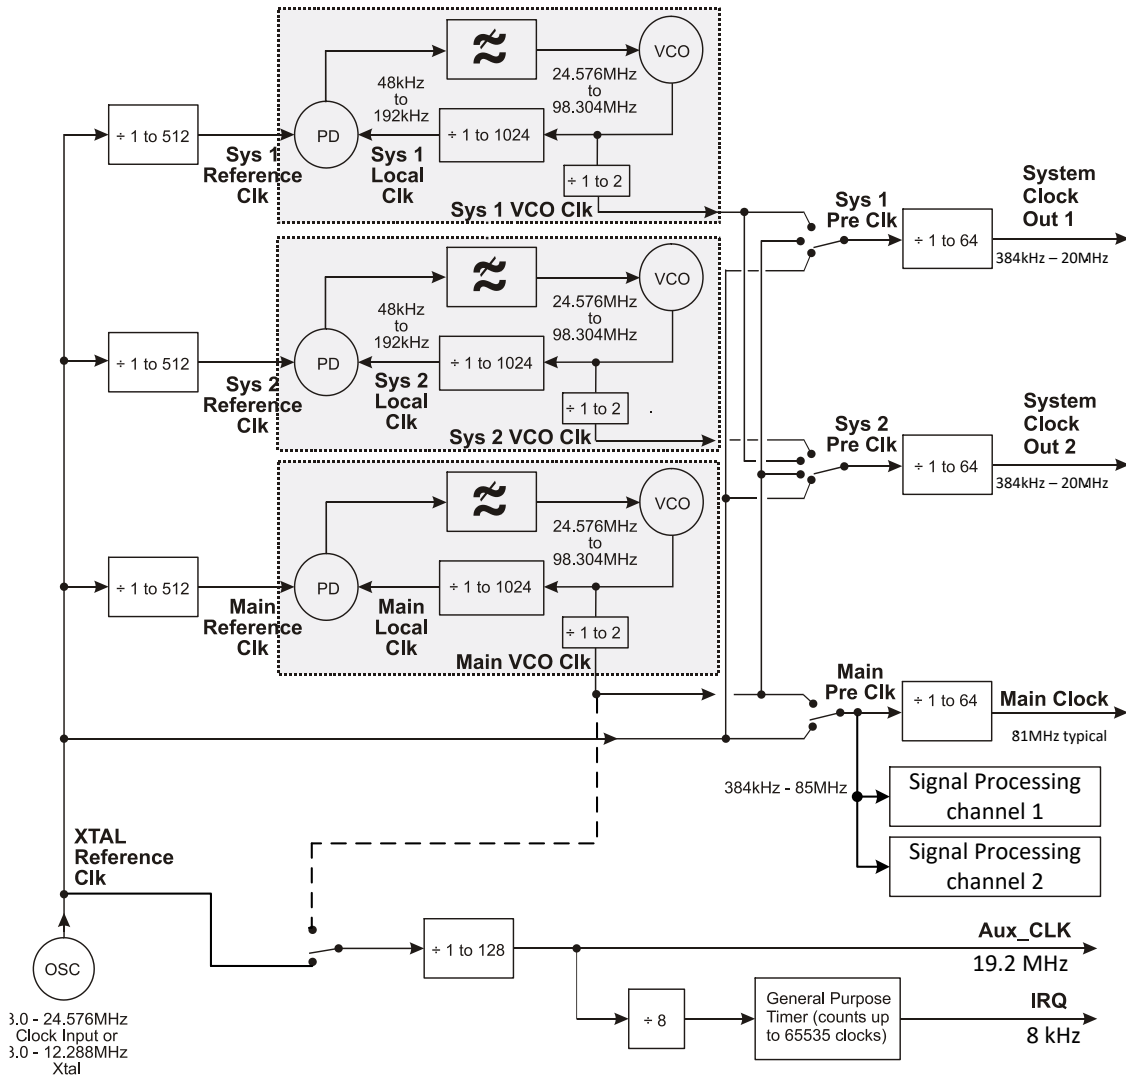 VCO
48kHz
to
192kHz
24.576MHz
to
98.304MHz
÷ 1 to 512
PD
÷ 1 to 1024
Sys 1
Reference
Clk
Sys 1
Local
Clk
÷ 1 to 2
Sys 1 VCO Clk
Sys 1
Pre Clk
÷ 1 to 64
System
Clock
Out 1
384kHz – 20MHz
VCO
48kHz
to
192kHz
24.576MHz
to
98.304MHz
÷ 1 to 512
PD
÷ 1 to 1024
Sys 2
Reference
Clk
Sys 2
Local
Clk
÷ 1 to 2
Sys 2 VCO Clk
Sys 2
Pre Clk
÷ 1 to 64
System
Clock
Out 2
384kHz – 20MHz
VCO
24.576MHz
to
98.304MHz
÷ 1 to 512
PD
÷ 1 to 1024
Main
Reference
Clk
Main
Local
Clk
÷ 1 to 2
Main VCO Clk
Main
Pre Clk
÷ 1 to 64
Main Clock
81MHz typical
384kHz - 85MHz
Signal Processing
channel 1
Signal Processing
channel 2
XTAL
Reference
Clk
OSC
÷ 1 to 128
Aux_CLK
19.2 MHz
÷ 8
General Purpose
Timer (counts up
to 65535 clocks)
IRQ
8 kHz
3.0 - 24.576MHz
Clock Input or
3.0 - 12.288MHz
Xtal